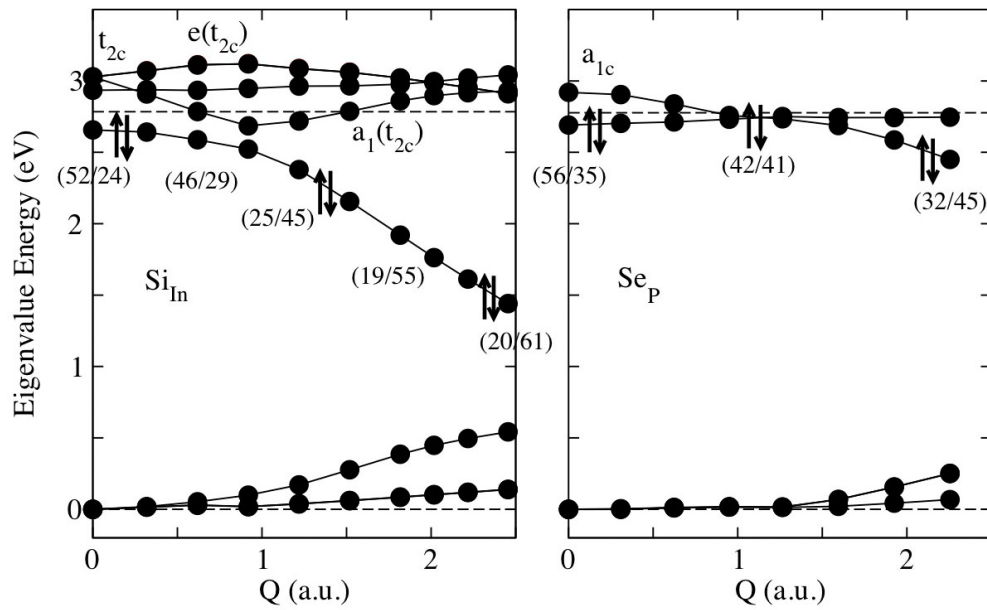 Eigenvalue Energy (eV)
3
2
1
0
t2c
e(t2c)
a1(t2c)
(52/24)
(46/29)
(25/45)
(19/55)
(20/61)
SiIn
0
1
2
Q (a.u.)
a1c
(56/35)
(42/41)
(32/45)
SeP
0
1
2
Q (a.u.)